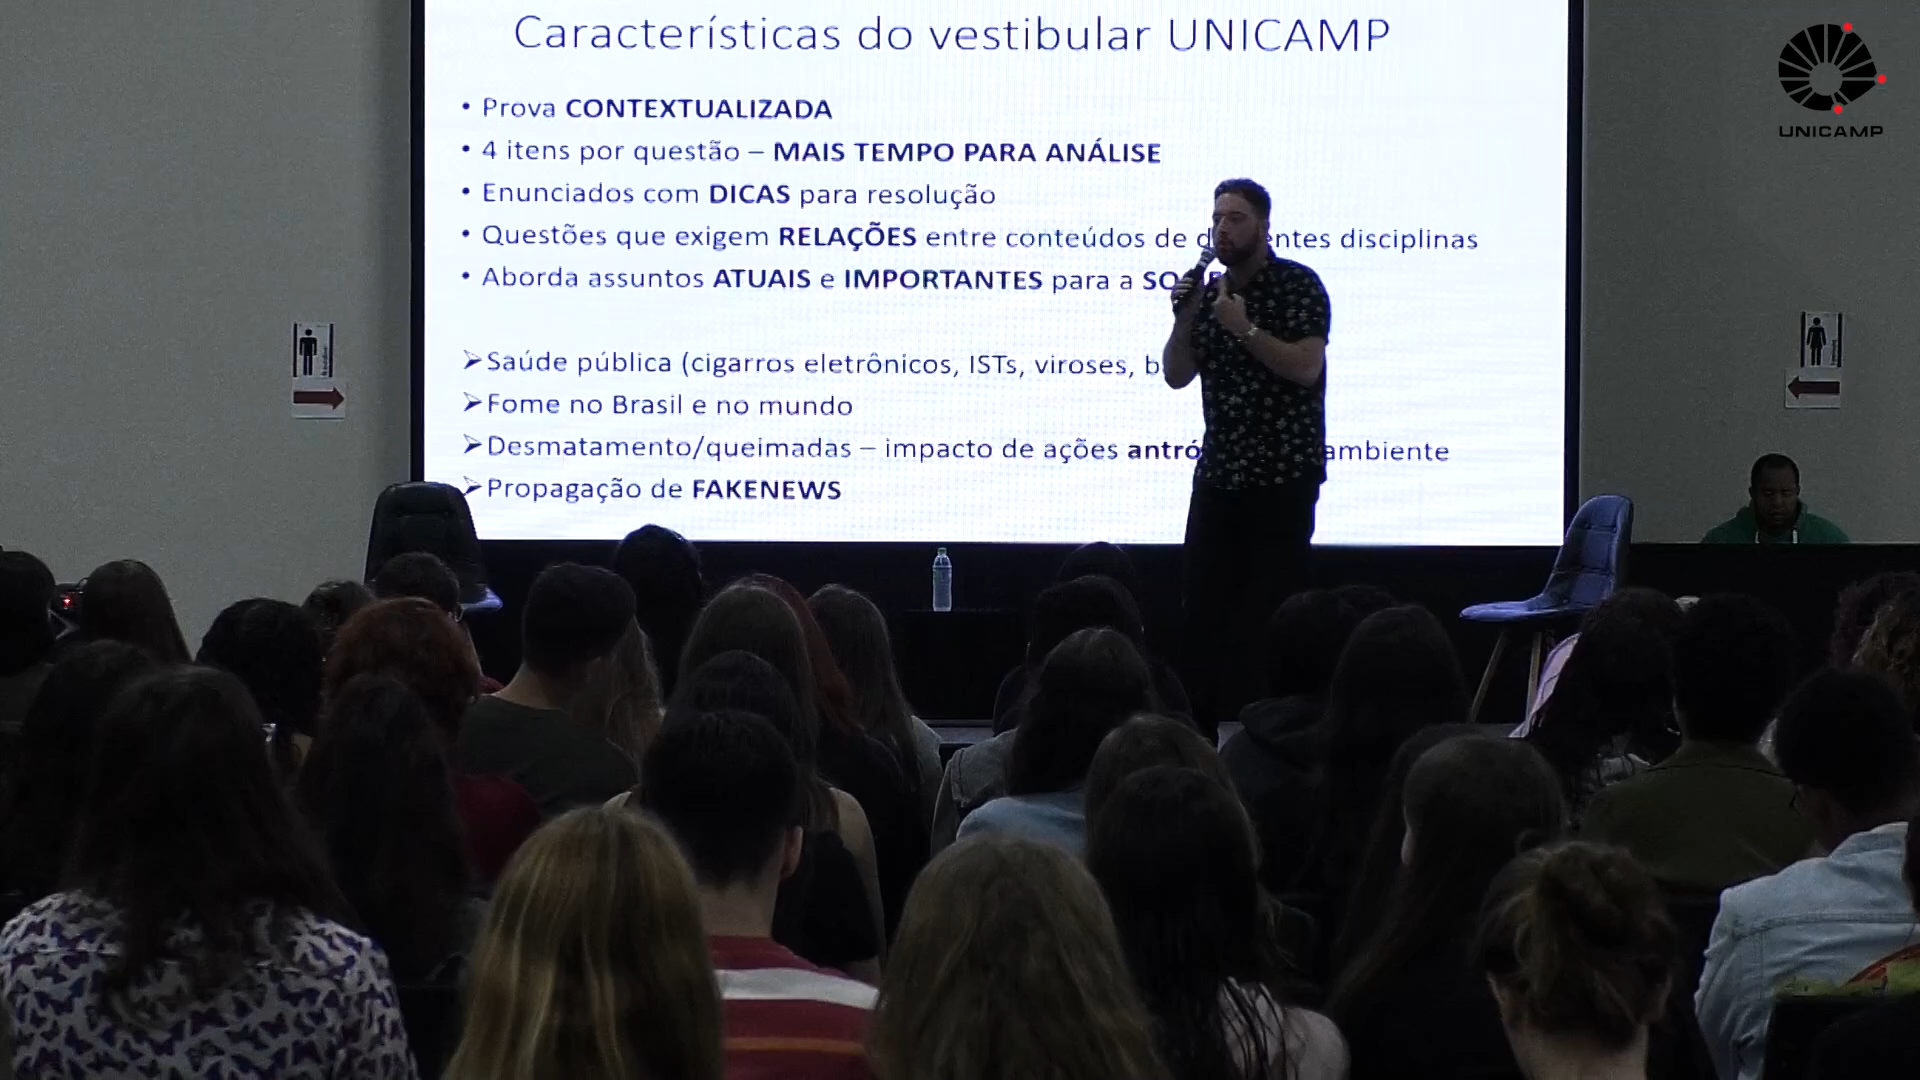 Características do vestibular UNICAMP
• Prova CONTEXTUALIZADA
• 4 itens por questão – MAIS TEMPO PARA ANÁLISE
• Enunciados com DICAS para resolução
• Questões que exigem RELAÇÕES entre conteúdos de disciplinas
• Aborda assuntos ATUAIS e IMPORTANTES para a
➢Saúde pública (cigarros eletrônicos, ISTs, viroses,
➢Fome no Brasil e no mundo
➢Desmatamento/queimadas – impacto de ações ambiente
➢Propagação de FAKENEWS
UNICAMP